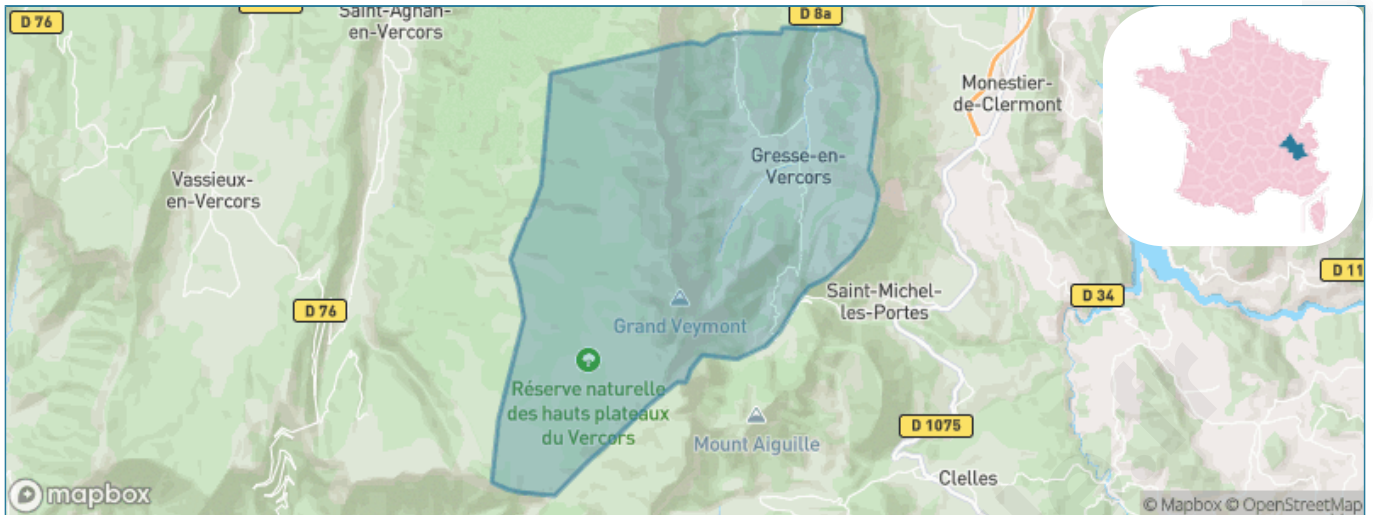 D 76
Saint-Agnan-
en-Vercors
D 8a
Monestier-
de-Clermont
Gresse-en-
Vercors
Vassieux-
en-Vercors
D 11
D 34
Saint-Michel-
les-Portes
D 76
Grand Veymont
Réserve naturelle
des hauts plateaux
du Vercors
D 1075
Mount Aiguille
Clelles
mapbox
© Mapbox © OpenStreetMap